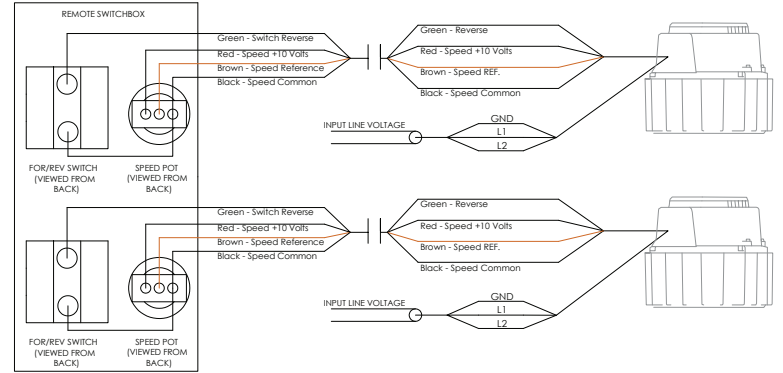 REMOTE SWITCHBOX
Green - Switch Reverse
Red - Speed +10 Volts
Brown - Speed Reference
Black - Speed Common
Green - Reverse
Red - Speed +10 Volts
Brown - Speed REF.
Black - Speed Common
INPUT LINE VOLTAGE
GND
L1
L2
FOR/REV SWITCH
(VIEWED FROM
BACK)
SPEED POT
(VIEWED FROM
BACK)
Green - Switch Reverse
Red - Speed +10 Volts
Brown - Speed Reference
Black - Speed Common
Green - Reverse
Red - Speed +10 Volts
Brown - Speed REF.
Black - Speed Common
INPUT LINE VOLTAGE
GND
L1
L2
FOR/REV SWITCH
(VIEWED FROM
BACK)
SPEED POT
(VIEWED FROM
BACK)